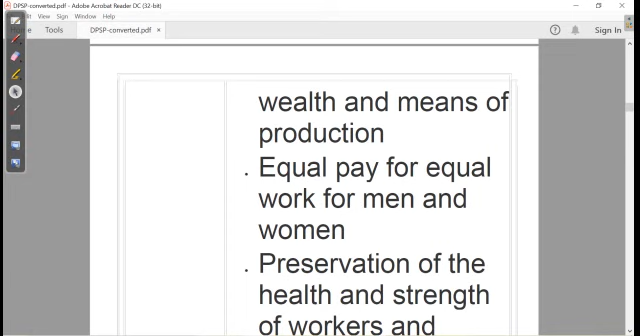 DPSP-converted.pdf - Adobe Acrobat Reader DC (32-bit)
View Sign Window Help
Tools DPSP-converted.pdf × Sign In
wealth and means of
production
. Equal pay for equal
work for men and
women
. Preservation of the
health and strength
of workers and